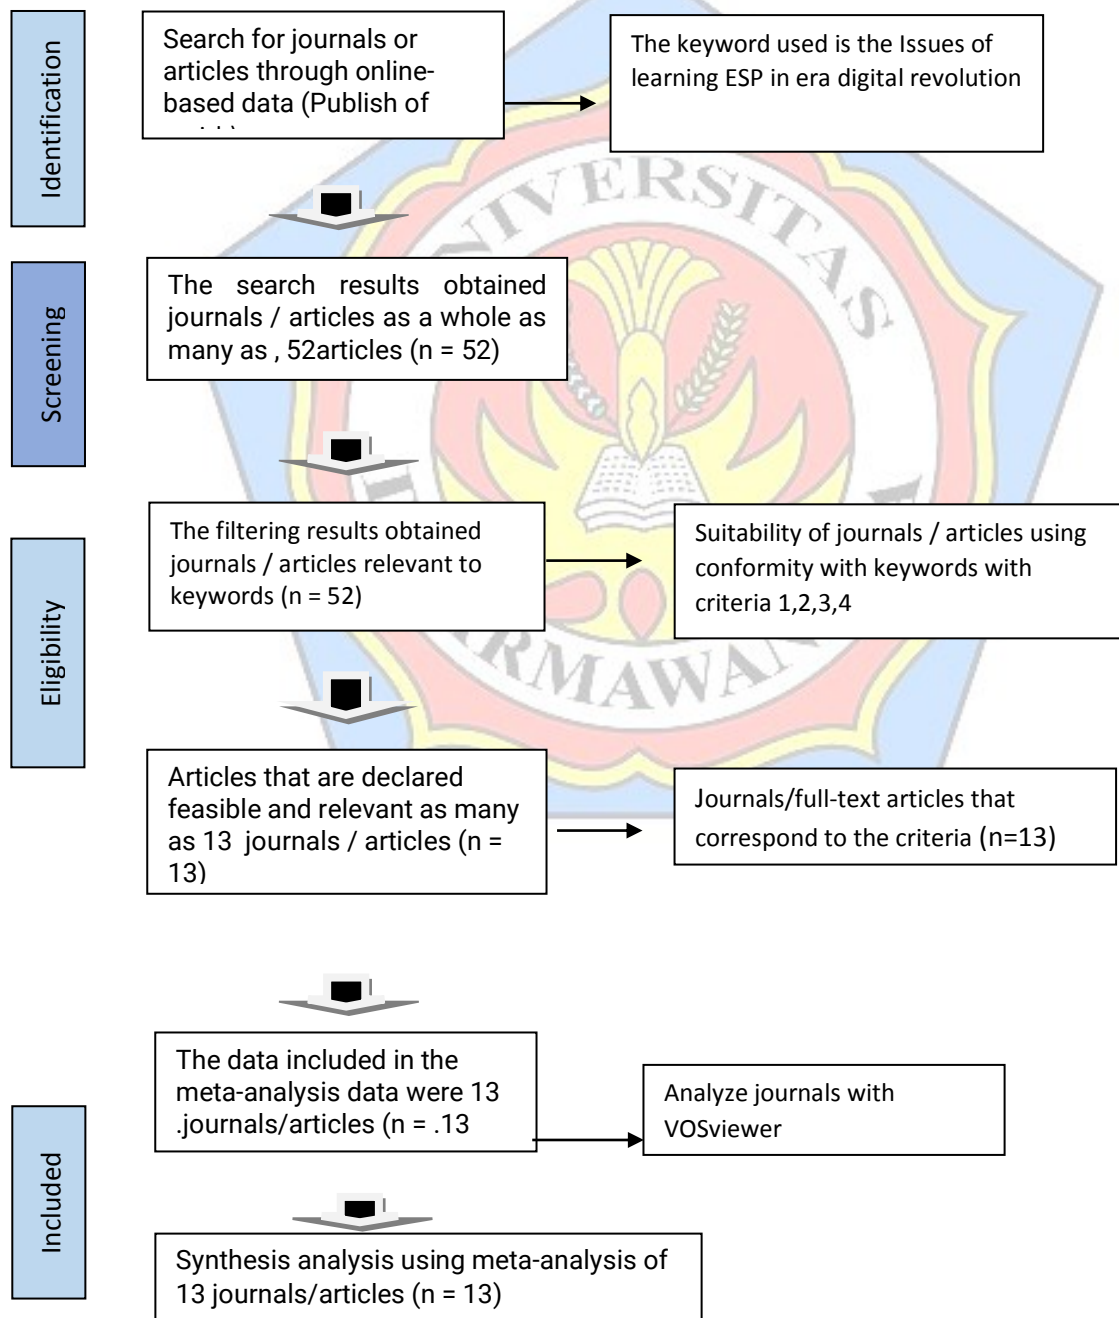 Identification
Search for journals or
articles through online-
based data (Publish of
The keyword used is the Issues of
learning ESP in era digital revolution
Screening
The search results obtained
journals / articles as a whole as
many as , 52articles (n = 52)
Eligibility
The filtering results obtained
journals / articles relevant to
keywords (n = 52)
Suitability of journals / articles using
conformity with keywords with
criteria 1,2,3,4
Articles that are declared
feasible and relevant as many
as 13 journals / articles (n =
13)
Journals/full-text articles that
correspond to the criteria (n=13)
Included
The data included in the
meta-analysis data were 13
.journals/articles (n = .13
Analyze journals with
VOSviewer
Synthesis analysis using meta-analysis of
13 journals/articles (n = 13)